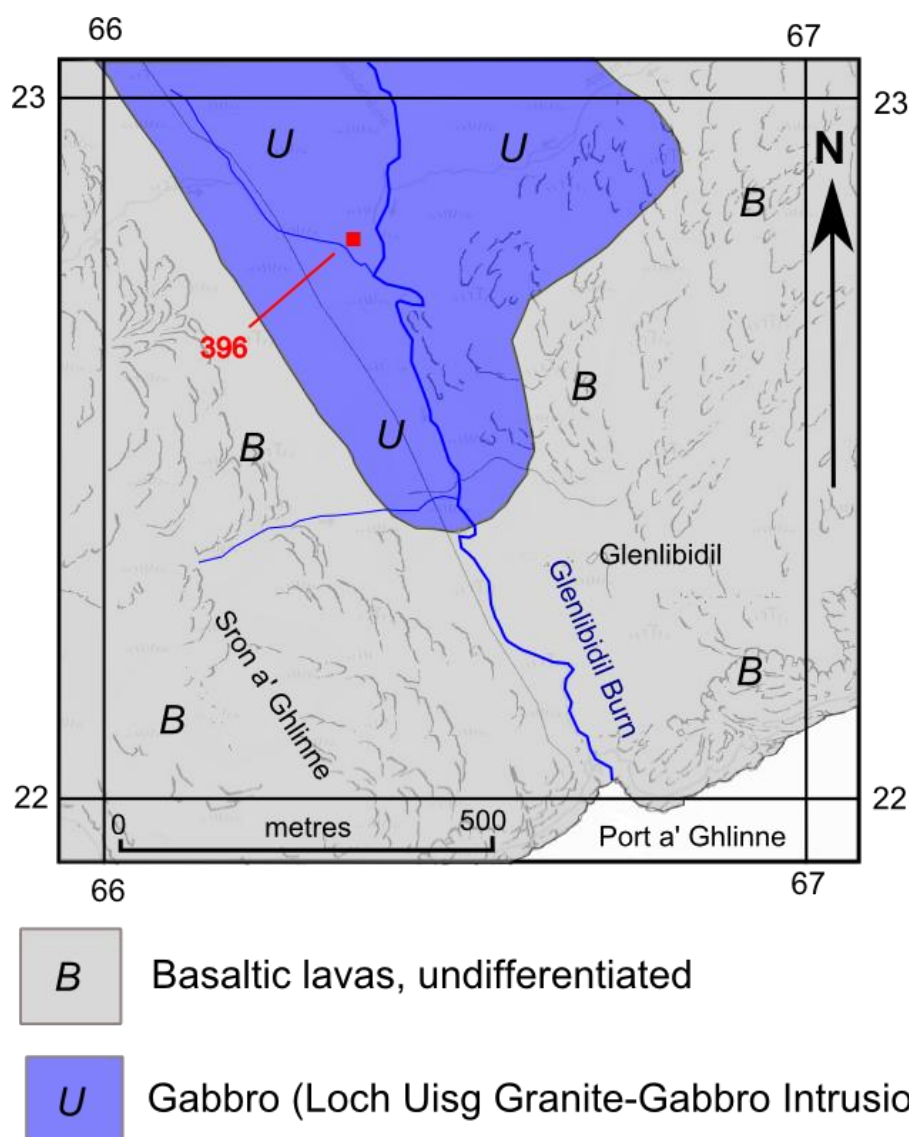 66
67
23
23
N
U
U
B
396
B
U
B
Glenlibidil
Glenlibidil Burn
Sron a' Ghlinne
B
B
22
22
0 metres 500
Port a' Ghlinne
66
67
B Basaltic lavas, undifferentiated
U Gabbro (Loch Uisg Granite-Gabbro Intrusio